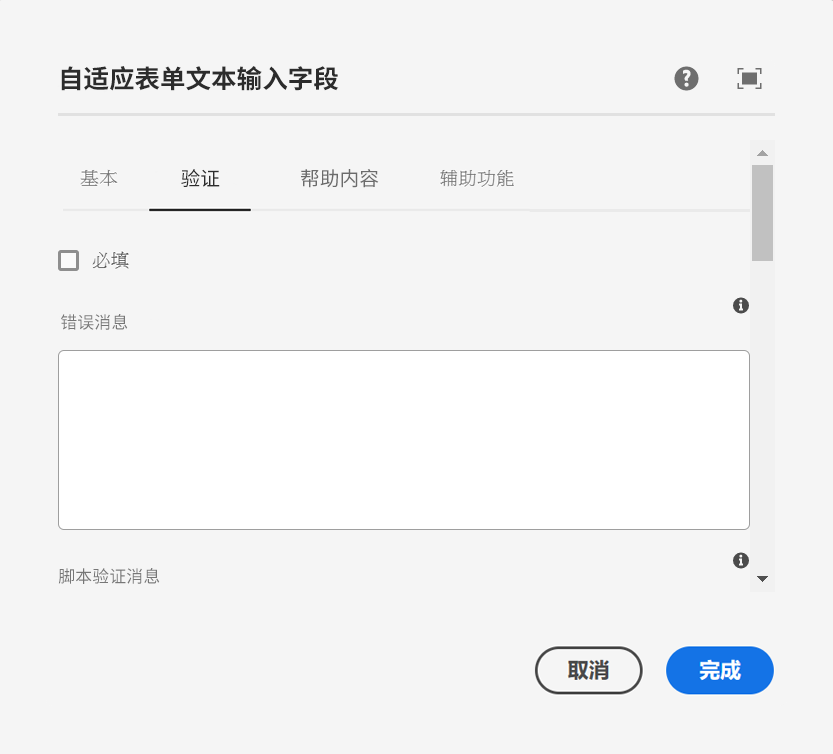 自适应表单文本输入字段
基本 验证 帮助内容 辅助功能
必填
错误消息
脚本验证消息
取消 完成